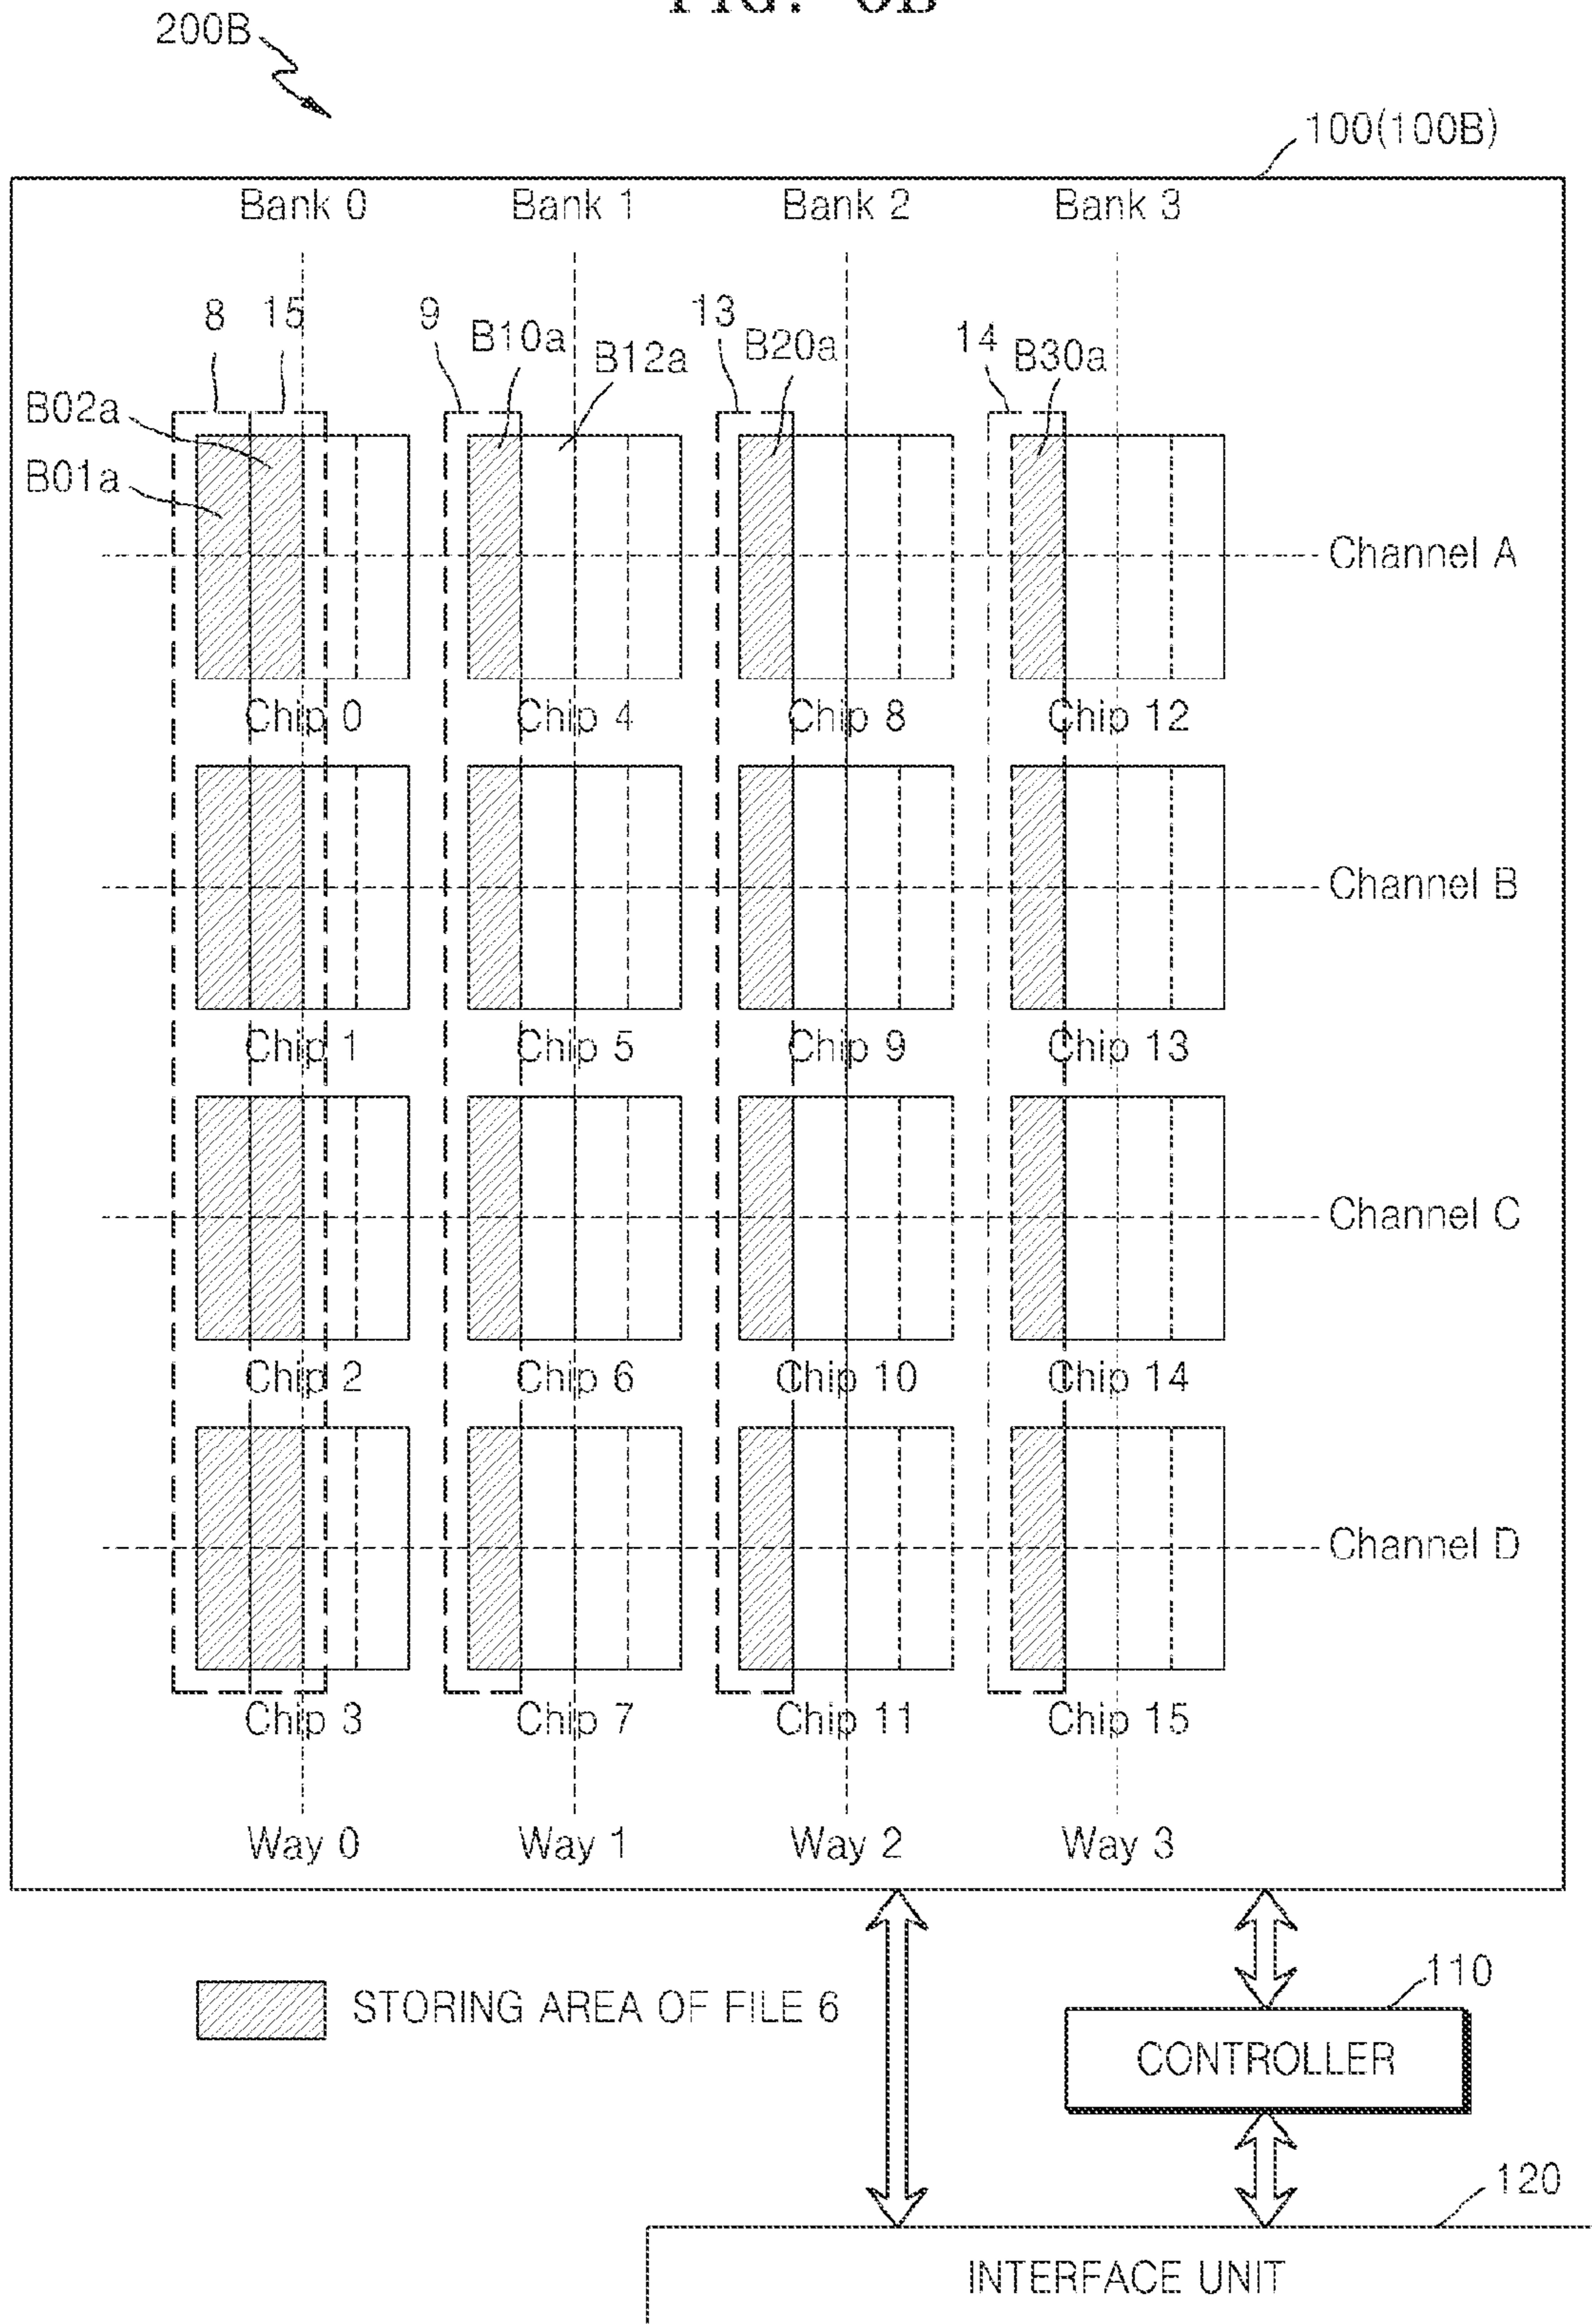 200B
100(100B)
Bank 0 Bank 1 Bank 2 Bank 3
8 15 9 B10a B12a 13 B20a 14 B30a
B02a
B01a
Channel A
Chip 0 Chip 4 Chip 8 Chip 12
Channel B
Chip 1 Chip 5 Chip 9 Chip 13
Channel C
Chip 2 Chip 6 Chip 10 Chip 14
Channel D
Chip 3 Chip 7 Chip 11 Chip 15
Way 0 Way 1 Way 2 Way 3
STORING AREA OF FILE 6
110
CONTROLLER
120
INTERFACE UNIT